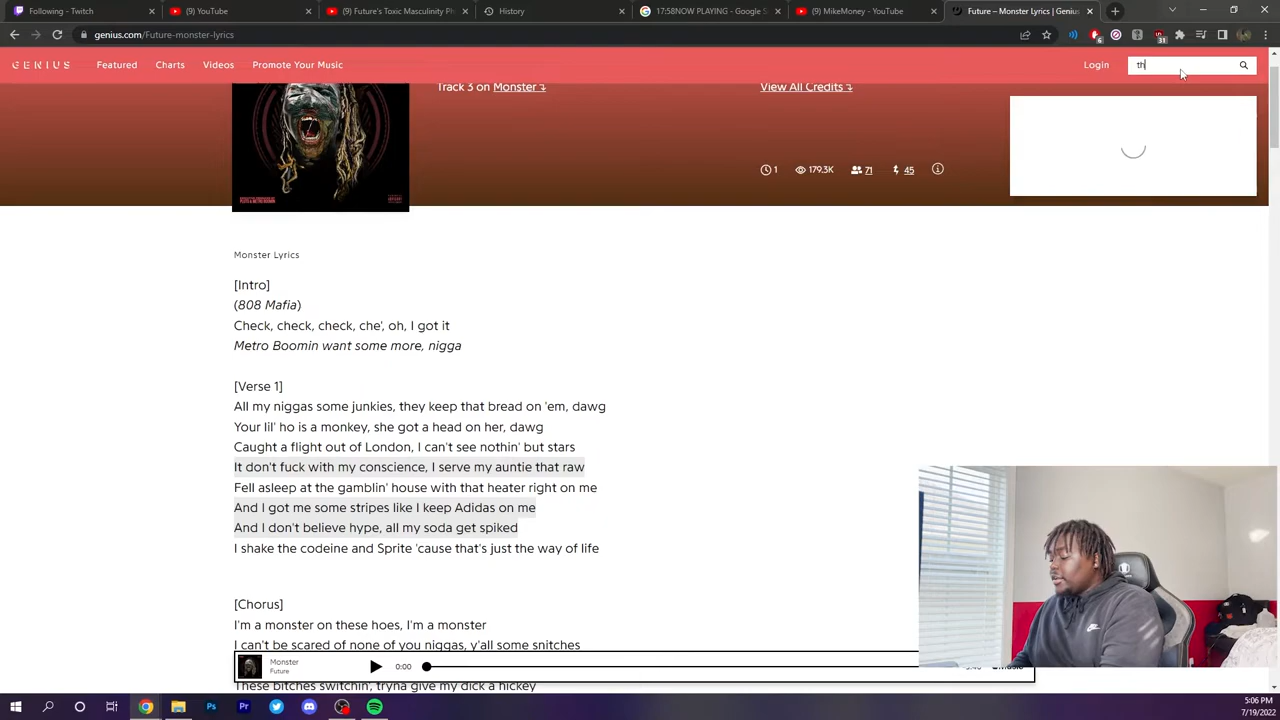 Following - Twitch
YouTube
(9) Future's Toxic Masculinity Pl
History
17:58NOW PLAYING - Google S
(9) MikeMoney - YouTube
Future – Monster Lyrics | Genius
genius.com/Future-monster-lyrics
6
31
GENIUS
Featured
Charts
Videos
Promote Your Music
Login
th
Track 3 on Monster
View All Credits
1
179.3K
71
45
Monster Lyrics
[Intro]
(808 Mafia)
Check, check, check, che', oh, I got it
Metro Boomin want some more, nigga
[Verse 1]
All my niggas some junkies, they keep that bread on 'em, dawg
Your lil' ho is a monkey, she got a head on her, dawg
Caught a flight out of London, I can't see nothin' but stars
It don't fuck with my conscience, I serve my auntie that raw
Fell asleep at the gamblin' house with that heater right on me
And I got me some stripes like I keep Adidas on me
And I don't believe hype, all my soda get spiked
I shake the codeine and Sprite 'cause that's just the way of life
[Chorus]
I'm a monster on these hoes, I'm a monster
I can't be scared of none of you niggas, y'all some snitches
Monster
Future
0:00
These bitches switchin', tryna give my dick a hickey
5:06 PM
7/19/2022